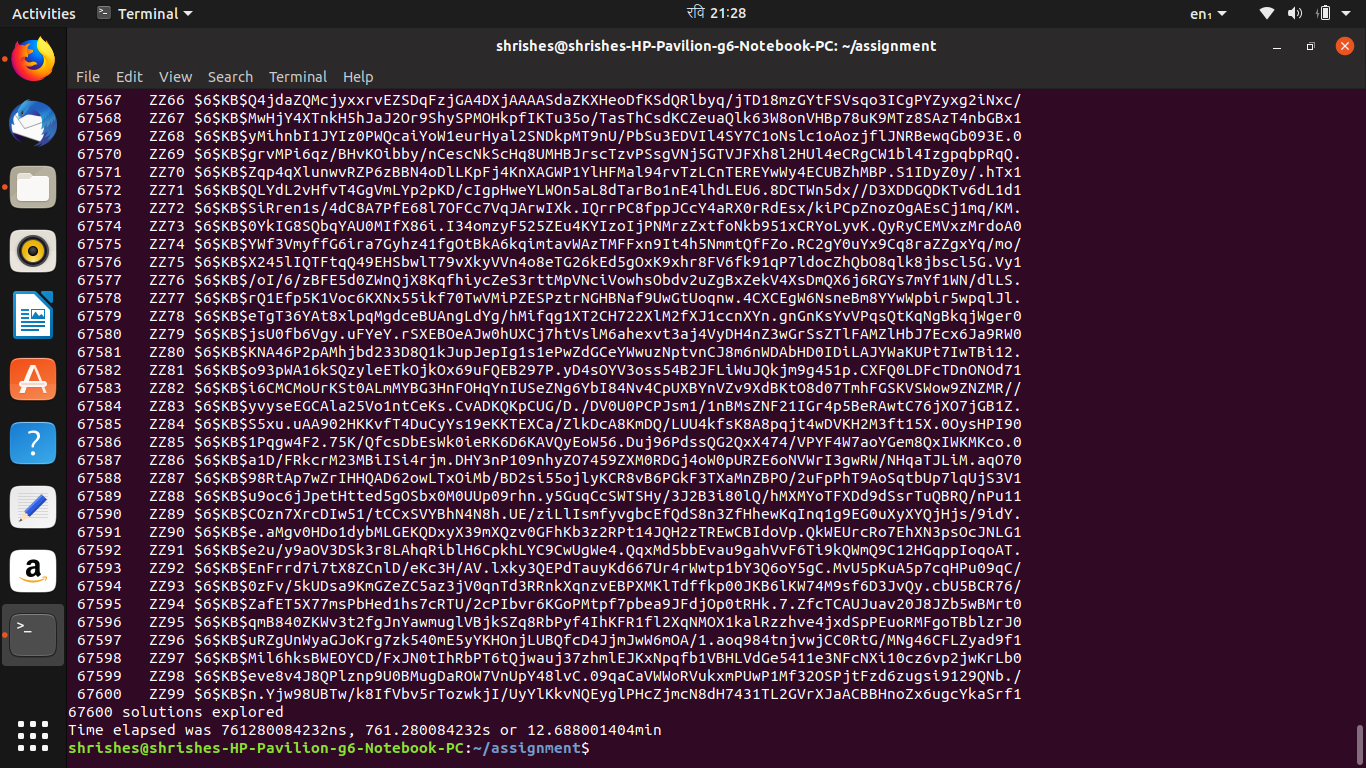 Activities Terminal रवि 21:28 en₁
shrishes@shrishes-HP-Pavilion-g6-Notebook-PC: ~/assignment
File Edit View Search Terminal Help
67567 ZZ66 $6$KB$Q4jdaZQMcjyxxrvEZSDqFzjGA4DXjAAAASdaZKXHeoDfKSdQRlbyq/jTD18mzGYtFSVsqo3ICgPYZyxg2iNxc/
67568 ZZ67 $6$KB$MwHjY4XTnkH5hJaJ2Or9ShySPMOHkpfIKTu35o/TasThCsdKCZeuaQlk63W8onVHBp78uK9MTz8SAzT4nbGBx1
67569 ZZ68 $6$KB$yMihnbI1JYIz0PWQcaiYoW1eurHyal2SNDkpMT9nU/PbSu3EDVIl4SY7C1oNslc1oAozjflJNRBewqGb093E.0
67570 ZZ69 $6$KB$grvMPi6qz/BHvKOibby/nCescNkScHq8UMHBJrscTzvPSsgVNj5GTVJFXh8l2HUl4eCRgCW1bl4IzgpqbpRqQ.
67571 ZZ70 $6$KB$Zqp4qXlunwvRZP6zBBN4oDlLKpFj4KnXAGWP1YlHFMal94rvTzLCnTEREYwWy4ECUBZhMBP.S1IDyZ0y/.hTx1
67572 ZZ71 $6$KB$QLYdL2vHfvT4GgVmLYp2pKD/cIgpHweYLWOn5aL8dTarBo1nE4lhdLEU6.8DCTWn5dx//D3XDDGQDKTv6dL1d1
67573 ZZ72 $6$KB$SiRren1s/4dC8A7PfE68l7OFCc7VqJArwIXk.IQrrPC8fppJCcY4aRX0rRdEsx/kiPCpZnozOgAEsCj1mq/KM.
67574 ZZ73 $6$KB$0YkIG8SQbqYAU0MIfX86i.I34omzyF525ZEu4KYIzoIjPNMrzZxtfoNkb951xCRYoLyvK.QyRyCEMVxzMrdoA0
67575 ZZ74 $6$KB$YWf3VmyffG6ira7Gyhz41fgOtBkA6kqimtavWAzTMFFxn9It4h5NmmtQfFZo.RC2gY0uYx9Cq8raZZgxYq/mo/
67576 ZZ75 $6$KB$X245lIQTFtqQ49EHSbwlT79vXkyVVn4o8eTG26kEd5gOxK9xhr8FV6fk91qP7ldocZhQbO8qlk8jbscl5G.Vy1
67577 ZZ76 $6$KB$/oI/6/zBFE5d0ZWnQjX8KqfhiycZeS3rttMpVNciVowhsObdv2uZgBxZekV4XsDmQX6j6RGYs7mYf1WN/dlLS.
67578 ZZ77 $6$KB$rQ1Efp5K1Voc6KXNx55ikf70TwVMiPZESPztrNGHBNaf9UwGtUoqnw.4CXCEgW6NsneBm8YYwWpbir5wpqlJl.
67579 ZZ78 $6$KB$eTgT36YAt8xlpqMgdceBUAngLdYg/hMifqg1XT2CH722XlM2fXJ1ccnXYn.gnGnKsYvVPqsQtKqNgBkqjWger0
67580 ZZ79 $6$KB$jsU0fb6Vgy.uFYeY.rSXEBOeAJw0hUXCj7htVslM6ahexvt3aj4VyDH4nZ3wGrSsZTlFAMZlHbJ7Ecx6Ja9RW0
67581 ZZ80 $6$KB$KNA46P2pAMhjbd233D8Q1kJupJepIg1s1ePwZdGCeYWwuzNptvnCJ8m6nWDAbHD0IDiLAJYWaKUPt7IwTBi12.
67582 ZZ81 $6$KB$o93pWA16kSQzyleETkOjkOx69uFQEB297P.yD4sOYV3oss54B2JFLiWuJQkjm9g451p.CXFQ0LDFcTDnONOd71
67583 ZZ82 $6$KB$i6CMCMoUrKSt0ALmMYBG3HnFOHqYnIUSeZNg6YbI84Nv4CpUXBYnVZv9XdBKtO8d07TmhFGSKVSWow9ZNZMR//
67584 ZZ83 $6$KB$yvyseEGCAla25Vo1ntCeKs.CvADKQKpCUG/D./DV0U0PCPJsm1/1nBMsZNF21IGr4p5BeRAwtC76jXO7jGB1Z.
67585 ZZ84 $6$KB$S5xu.uAA902HKKvfT4DuCyYs19eKKTEXCa/ZlkDcA8KmDQ/LUU4kfsK8A8pqjt4wDVKH2M3ft15X.0OysHPI90
67586 ZZ85 $6$KB$1Pqgw4F2.75K/QfcsDbEsWk0ieRK6D6KAVQyEoW56.Duj96PdssQG2QxX474/VPYF4W7aoYGem8QxIWKMKco.0
67587 ZZ86 $6$KB$a1D/FRkcrM23MBiISi4rjm.DHY3nP109nhyZO7459ZXM0RDGj4oW0pURZE6oNVWrI3gwRW/NHqaTJLiM.aqO70
67588 ZZ87 $6$KB$98RtAp7wZrIHHQAD62owLTxOiMb/BD2si55ojlyKCR8vB6PGkF3TXaMnZBPO/2uFpPhT9AoSqtbUp7lqUjS3V1
67589 ZZ88 $6$KB$u9oc6jJpetHtted5gOSbx0M0UUp09rhn.y5GuqCcSWTSHy/3J2B3i80lQ/hMXMYoTFXDd9dSsrTuQBRQ/nPu11
67590 ZZ89 $6$KB$COzn7XrcDIw51/tCCxSVYBhN4N8h.UE/ziLlIsmfyvgbcEfQdS8n3ZfHhewKqInq1g9EG0uXyXYQjHjs/9idY.
67591 ZZ90 $6$KB$e.aMgv0HDo1dybMLGEKQDxyX39mXQzv0GFhKb3z2RPt14JQH2zTREwCBIdoVp.QkWEUrcRo7EhXN3psOcJNLG1
67592 ZZ91 $6$KB$e2u/y9aOV3DSk3r8LAhqRiblH6CpkhLYC9CwUgWe4.QqxMd5bbEvau9gahVvF6Ti9kQWmQ9C12HGqppIoqoAT.
67593 ZZ92 $6$KB$EnFrrd7i7tX8ZCnlD/eKc3H/AV.lxky3QEPdTauyKd667Ur4rWwtp1bY3Q6oY5gC.MvU5pKuA5p7cqHPu09qC/
67594 ZZ93 $6$KB$0zFv/5kUDsa9KmGZeZC5az3jV0qnTd3RRnkXqnzvEBPXMKlTdffkp00JKB6lKW74M9sf6D3JvQy.cbU5BCR76/
67595 ZZ94 $6$KB$ZafET5X77msPbHed1hs7cRTU/2cPIbvr6KGoPMtpf7pbea9JFdjOp0tRHk.7.ZfcTCAUJuav20J8JZb5wBMrt0
67596 ZZ95 $6$KB$qmB840ZKWv3t2fgJnYawmuglVBjkSZq8RbPyf4IhKFR1fl2XqNMOX1kalRzzhve4jxdSpPEuoRMFgoTBblzrJ0
67597 ZZ96 $6$KB$uRZgUnWyaGJoKrg7zk540mE5yYKHOnjLUBQfcD4JjmJwW6mOA/1.aoq984tnjvwjCC0RtG/MNg46CFLZyad9f1
67598 ZZ97 $6$KB$Mil6hksBWEOYCD/FxJN0tIhRbPT6tQjwauj37zhmlEJKxNpqfb1VBHLVdGe5411e3NFcNXi10cz6vp2jwKrLb0
67599 ZZ98 $6$KB$eve8v4J8QPlznp9U0BMugDaROW7VnUpY48lvC.09qaCaVWWoRVukxmPUwP1Mf32OSPjtFzd6zugsi9129QNb./
67600 ZZ99 $6$KB$n.Yjw98UBTw/k8IfVbv5rTozwkjI/UyYlKkvNQEyglPHcZjmcN8dH7431TL2GVrXJaACBBHnoZx6ugcYkaSrf1
67600 solutions explored
Time elapsed was 761280084232ns, 761.280084232s or 12.688001404min
shrishes@shrishes-HP-Pavilion-g6-Notebook-PC:~/assignment$